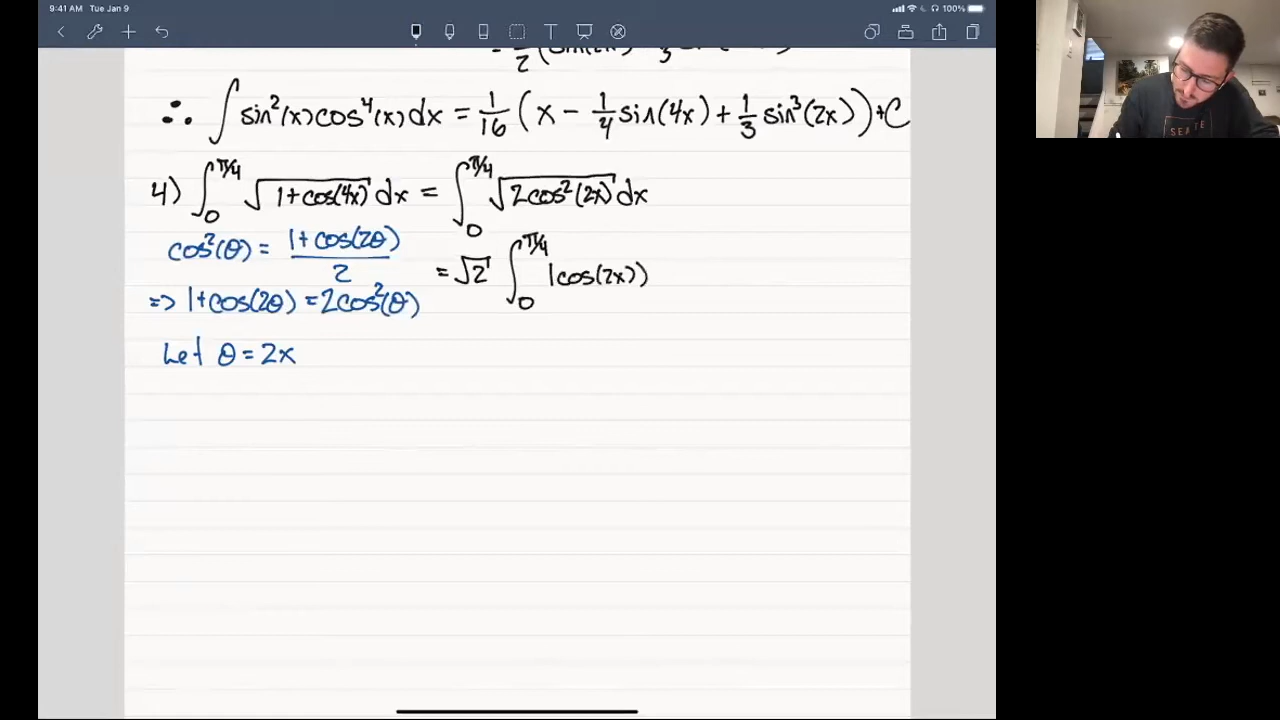 9:41 AM Tue Jan 9
100%
∴ ∫ sin²(x)cos⁴(x)dx = 1/16 (x − 1/4 sin(4x) + 1/3 sin³(2x)) + C
4) ∫₀^(π/4) √(1+cos(4x)) dx = ∫₀^(π/4) √(2cos²(2x)) dx
cos²(θ) = (1+cos(2θ))/2
= √2 ∫₀^(π/4) |cos(2x))
=> 1+cos(2θ) = 2cos²(θ)
Let θ = 2x